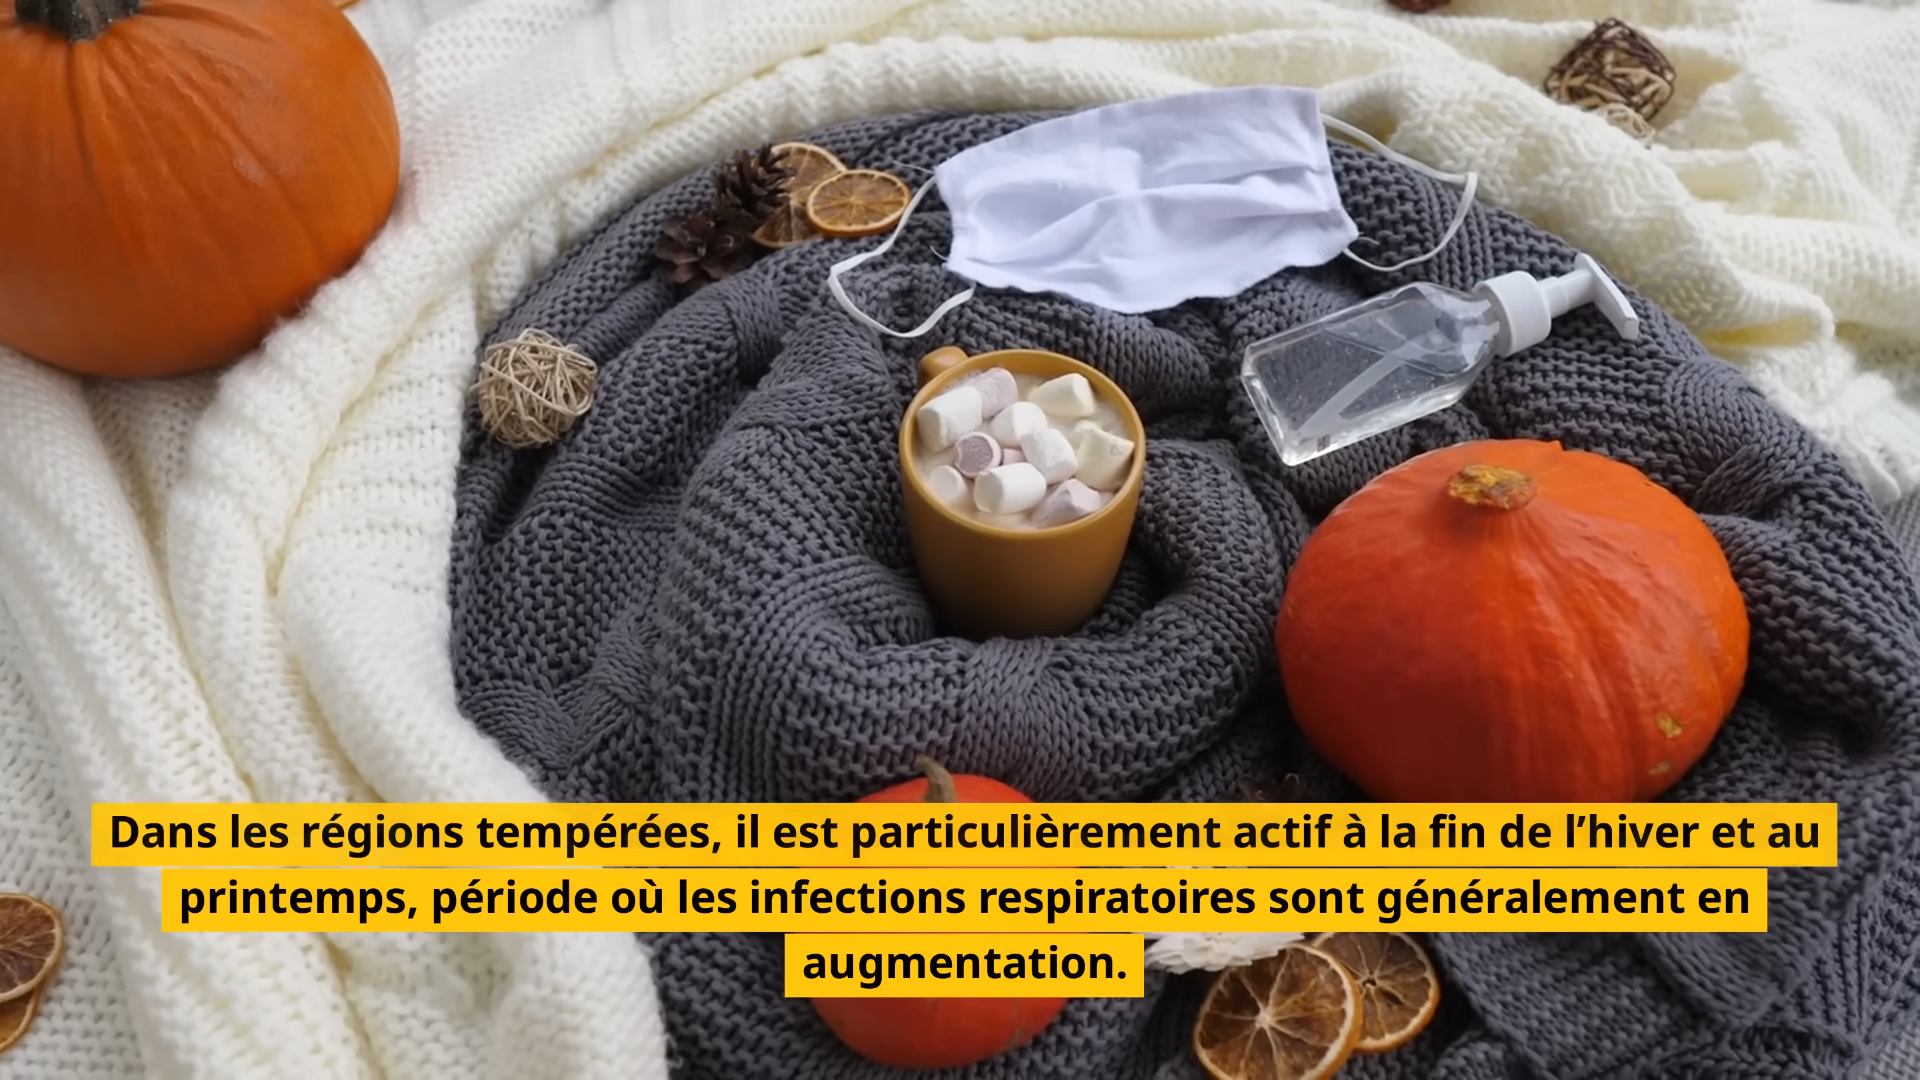 Dans les régions tempérées, il est particulièrement actif à la fin de l’hiver et au
printemps, période où les infections respiratoires sont généralement en
augmentation.